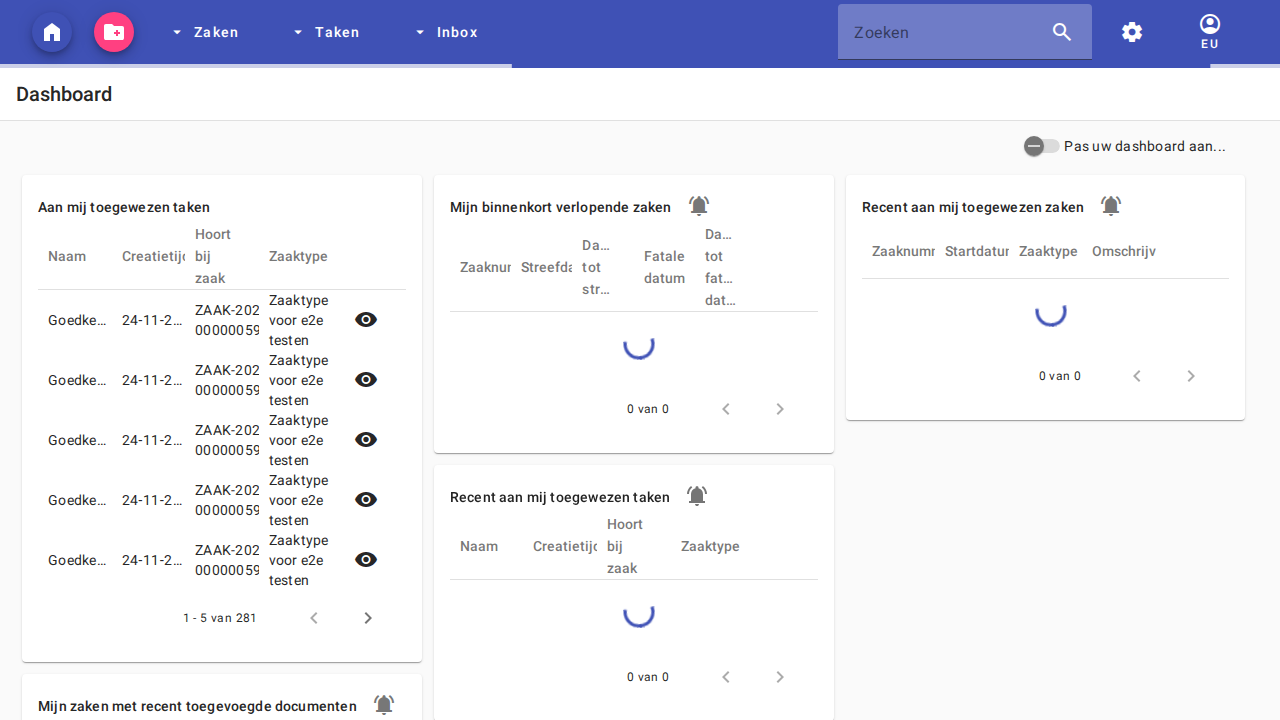 Zaken
Taken
Inbox
Zoeken
EU
Dashboard
Pas uw dashboard aan...
Aan mij toegewezen taken
Naam Creatietijd Hoort bij zaak Zaaktype
Goedke... 24-11-2... ZAAK-202 00000059 Zaaktype voor e2e testen
Goedke... 24-11-2... ZAAK-202 00000059 Zaaktype voor e2e testen
Goedke... 24-11-2... ZAAK-202 00000059 Zaaktype voor e2e testen
Goedke... 24-11-2... ZAAK-202 00000059 Zaaktype voor e2e testen
Goedke... 24-11-2... ZAAK-202 00000059 Zaaktype voor e2e testen
1 - 5 van 281
Mijn zaken met recent toegevoegde documenten
Mijn binnenkort verlopende zaken
Zaaknum Streefda Da... tot str... Fatale datum Da... tot fat... dat...
0 van 0
Recent aan mij toegewezen taken
Naam Creatietijd Hoort bij zaak Zaaktype
0 van 0
Recent aan mij toegewezen zaken
Zaaknumm Startdatum Zaaktype Omschrijv
0 van 0